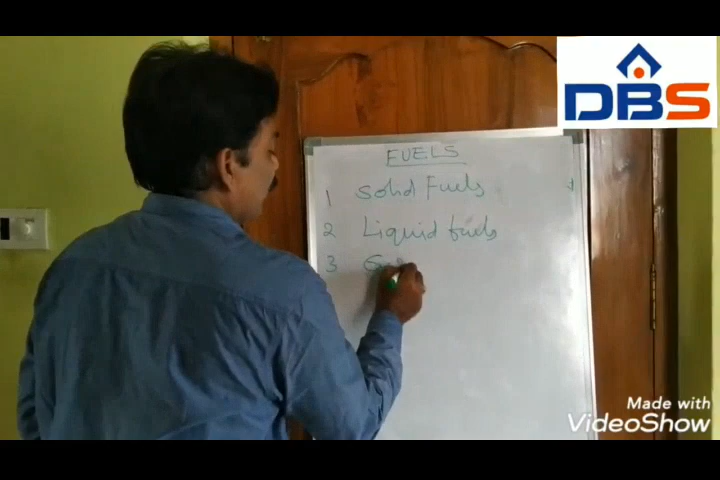 DBS
FUELS
1 Solid Fuels
2 Liquid fuels
3
Made with
VideoShow